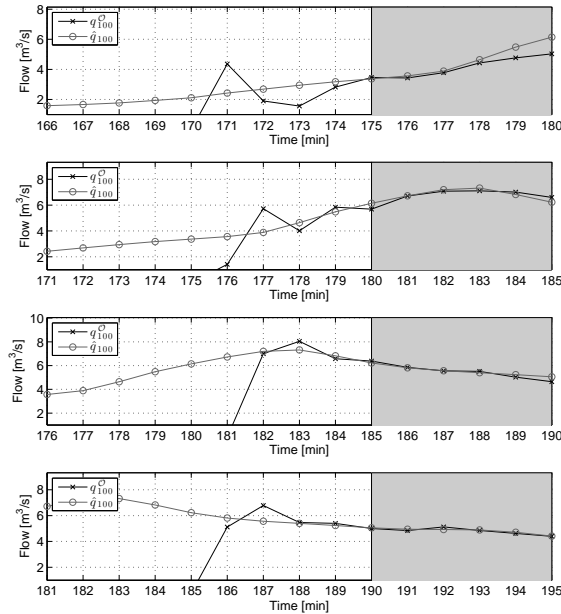 8
6
4
2
Flow [m³/s]
q^𝒪_100
q̂_100
166 167 168 169 170 171 172 173 174 175 176 177 178 179 180
Time [min]
8
6
4
2
Flow [m³/s]
q^𝒪_100
q̂_100
171 172 173 174 175 176 177 178 179 180 181 182 183 184 185
Time [min]
10
8
6
4
2
Flow [m³/s]
q^𝒪_100
q̂_100
176 177 178 179 180 181 182 183 184 185 186 187 188 189 190
Time [min]
8
6
4
2
Flow [m³/s]
q^𝒪_100
q̂_100
181 182 183 184 185 186 187 188 189 190 191 192 193 194 195
Time [min]